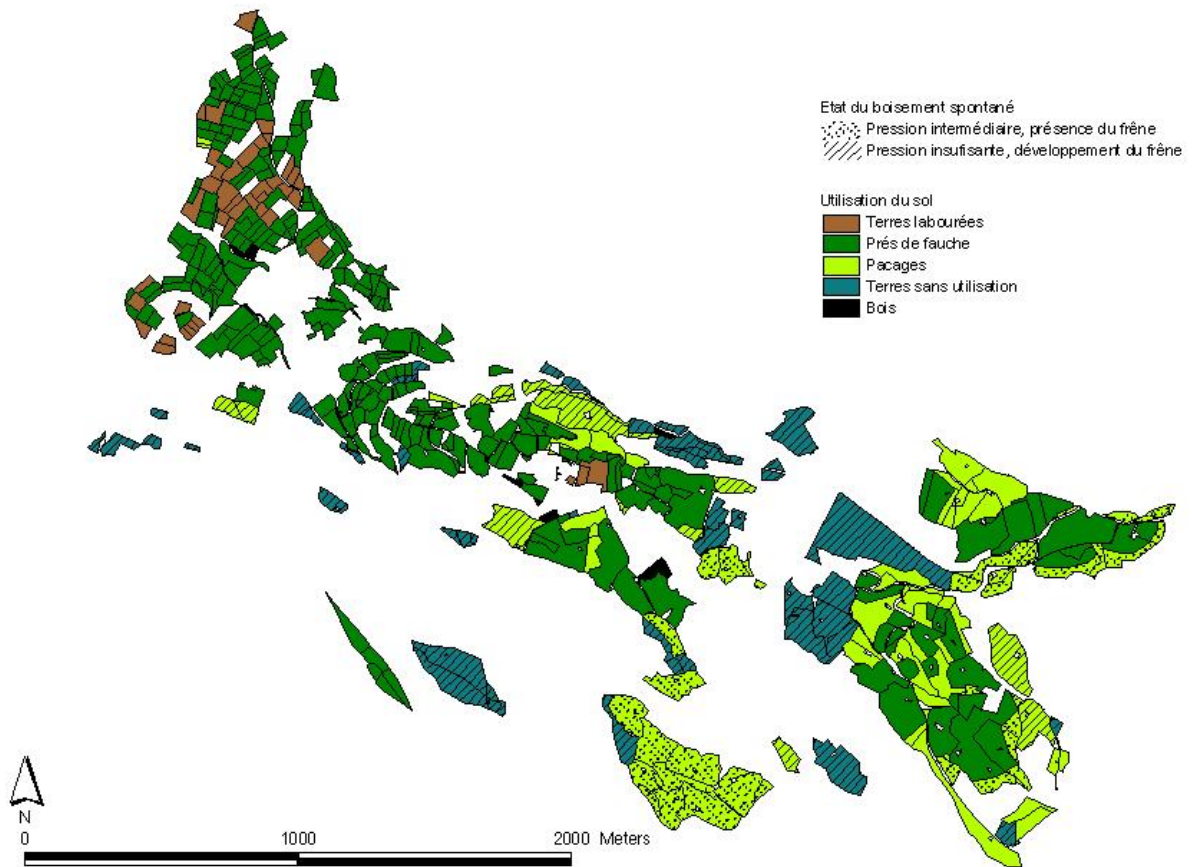 Etat du boisement spontané
Pression intermédiaire, présence du frêne
Pression insufisante, développement du frêne
Utilisation du sol
Terres labourées
Prés de fauche
Pacages
Terres sans utilisation
Bois
N
0 1000 2000 Meters